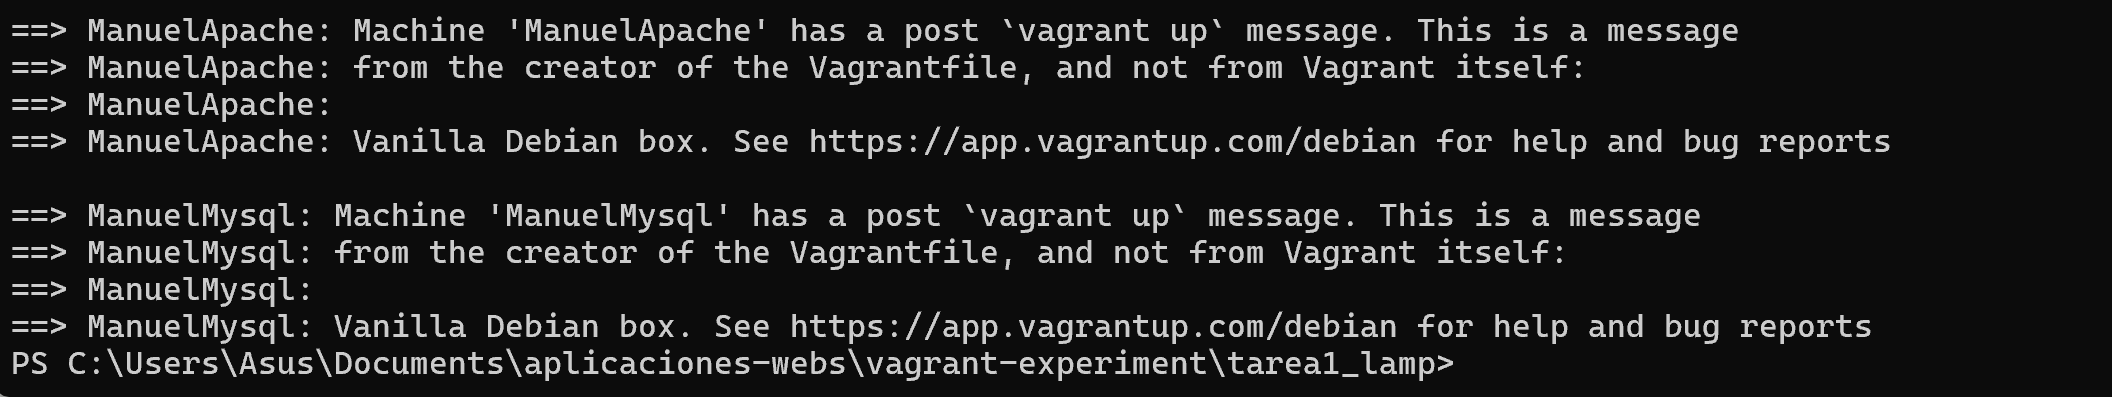 ==> ManuelApache: Machine 'ManuelApache' has a post `vagrant up` message. This is a message
==> ManuelApache: from the creator of the Vagrantfile, and not from Vagrant itself:
==> ManuelApache:
==> ManuelApache: Vanilla Debian box. See https://app.vagrantup.com/debian for help and bug reports
==> ManuelMysql: Machine 'ManuelMysql' has a post `vagrant up` message. This is a message
==> ManuelMysql: from the creator of the Vagrantfile, and not from Vagrant itself:
==> ManuelMysql:
==> ManuelMysql: Vanilla Debian box. See https://app.vagrantup.com/debian for help and bug reports
PS C:\Users\Asus\Documents\aplicaciones-webs\vagrant-experiment\tarea1_lamp>